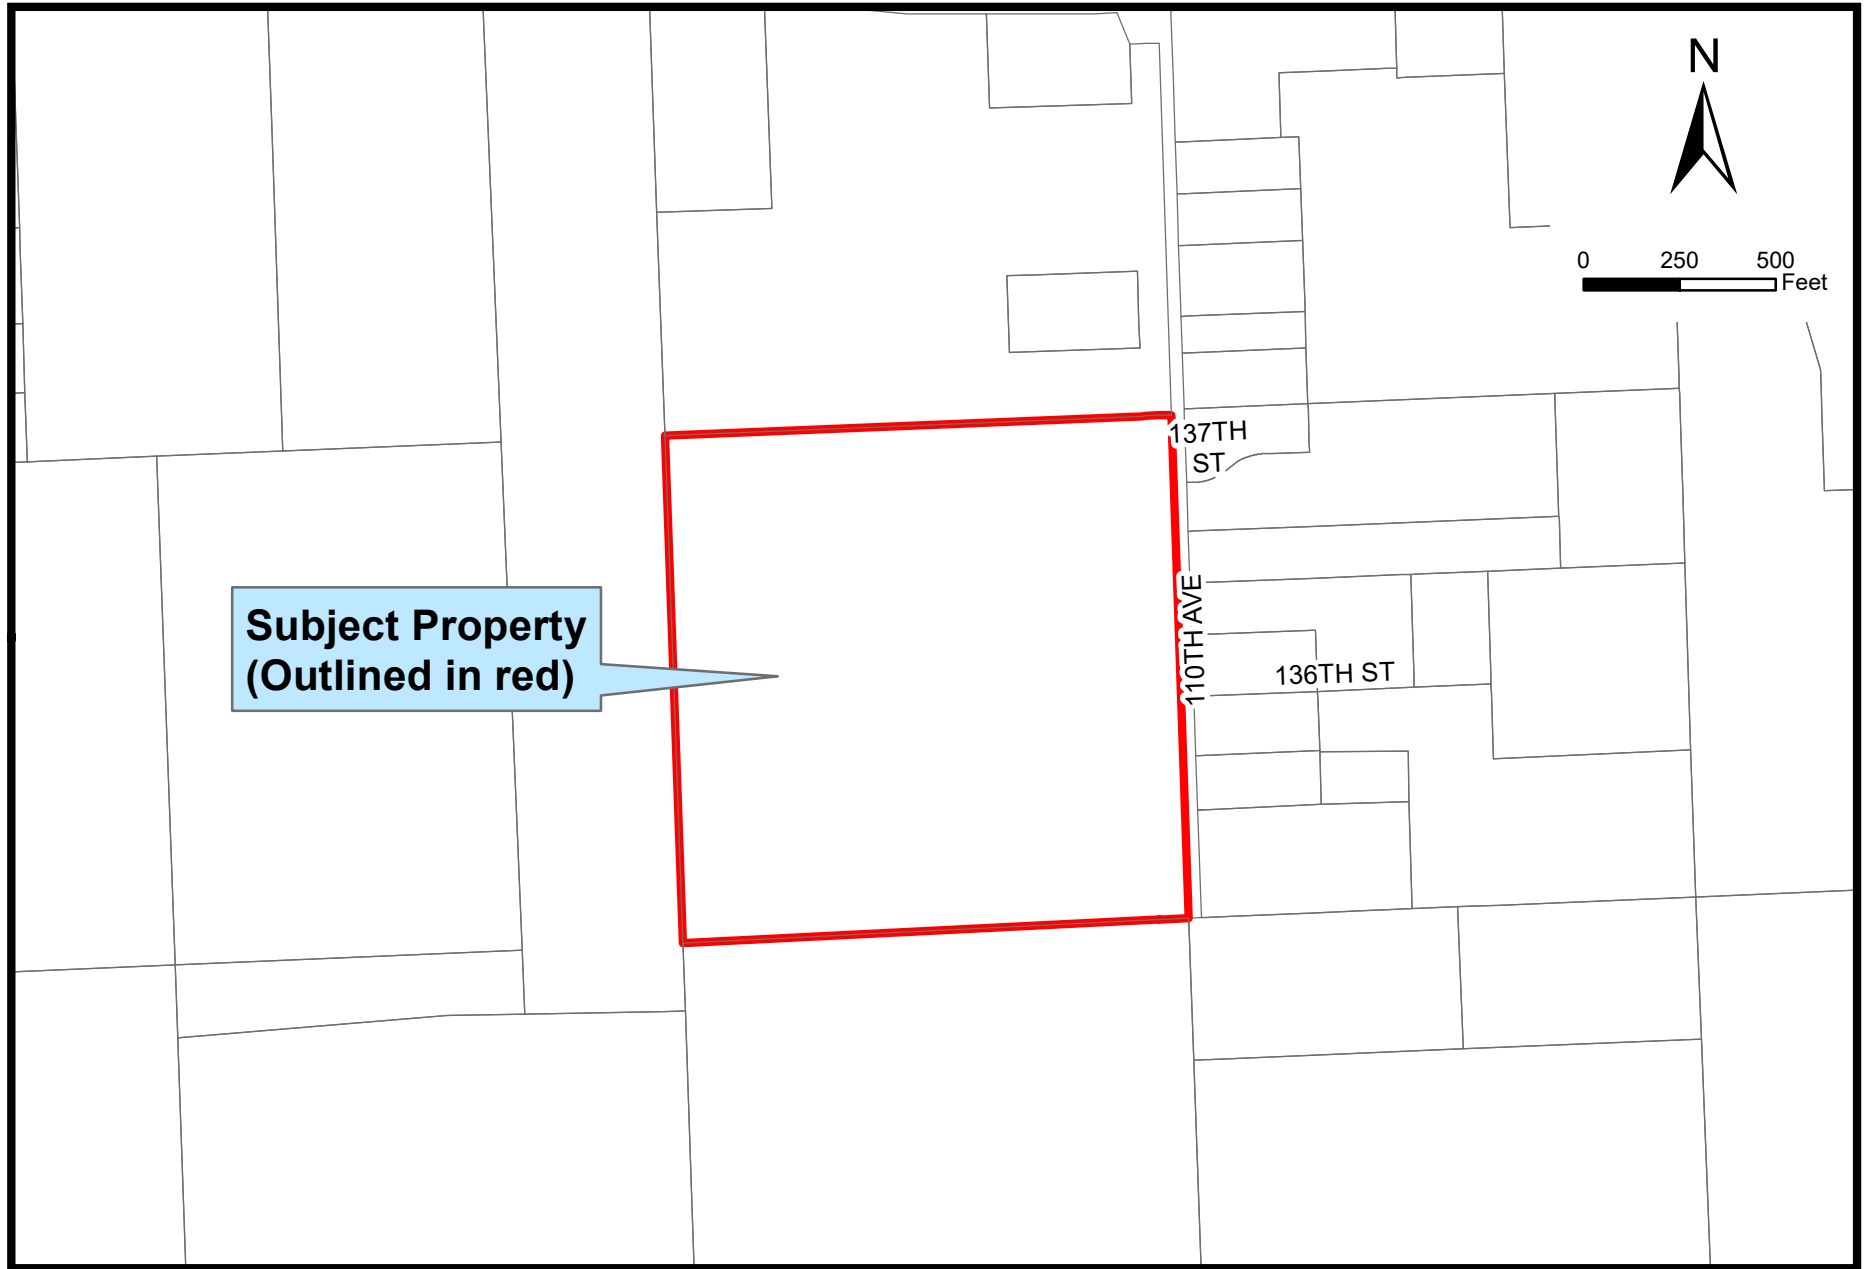 N
0 250 500
Feet
137TH
ST
110TH AVE
136TH ST
Subject Property
(Outlined in red)